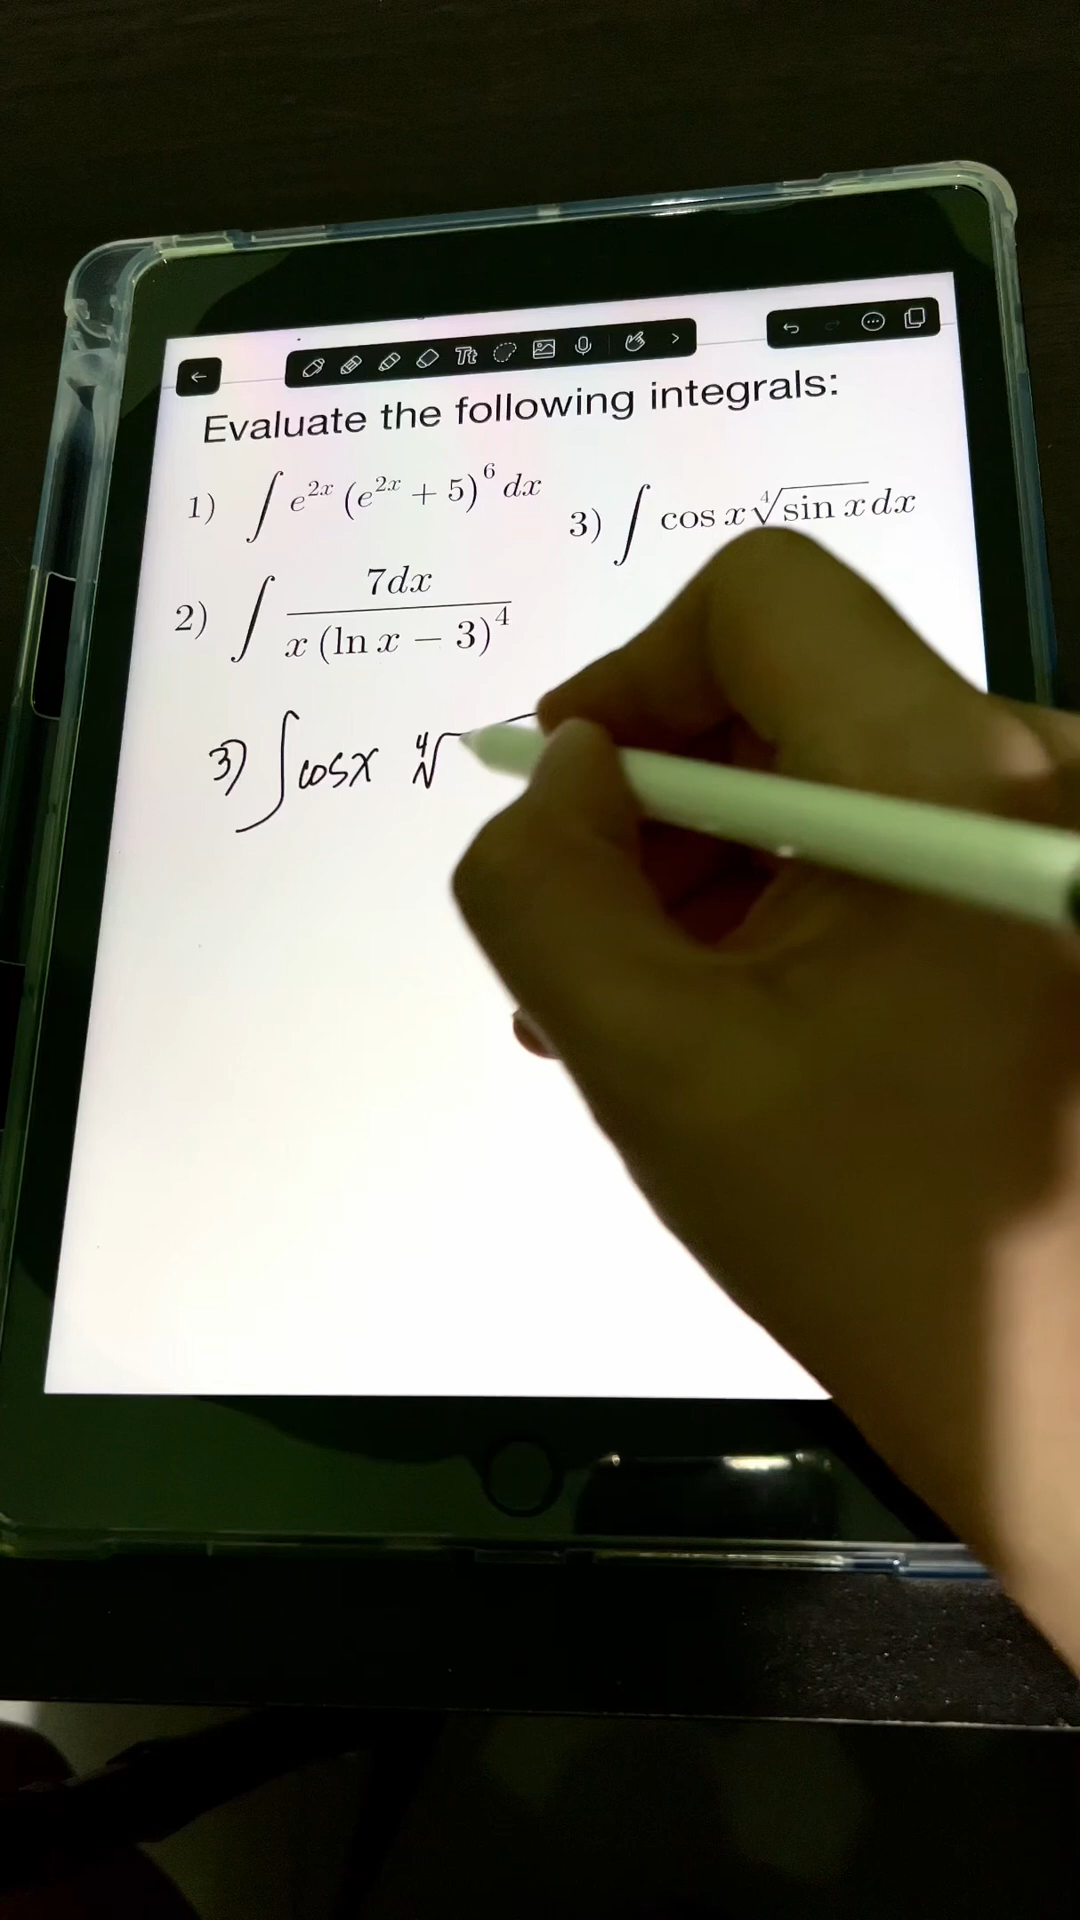 Tt
Evaluate the following integrals:
1) ∫ e^{2x} (e^{2x} + 5)^6 dx
2) ∫ 7dx / x (ln x − 3)^4
3) ∫ cos x ∜(sin x) dx
3) ∫ cosx ∜